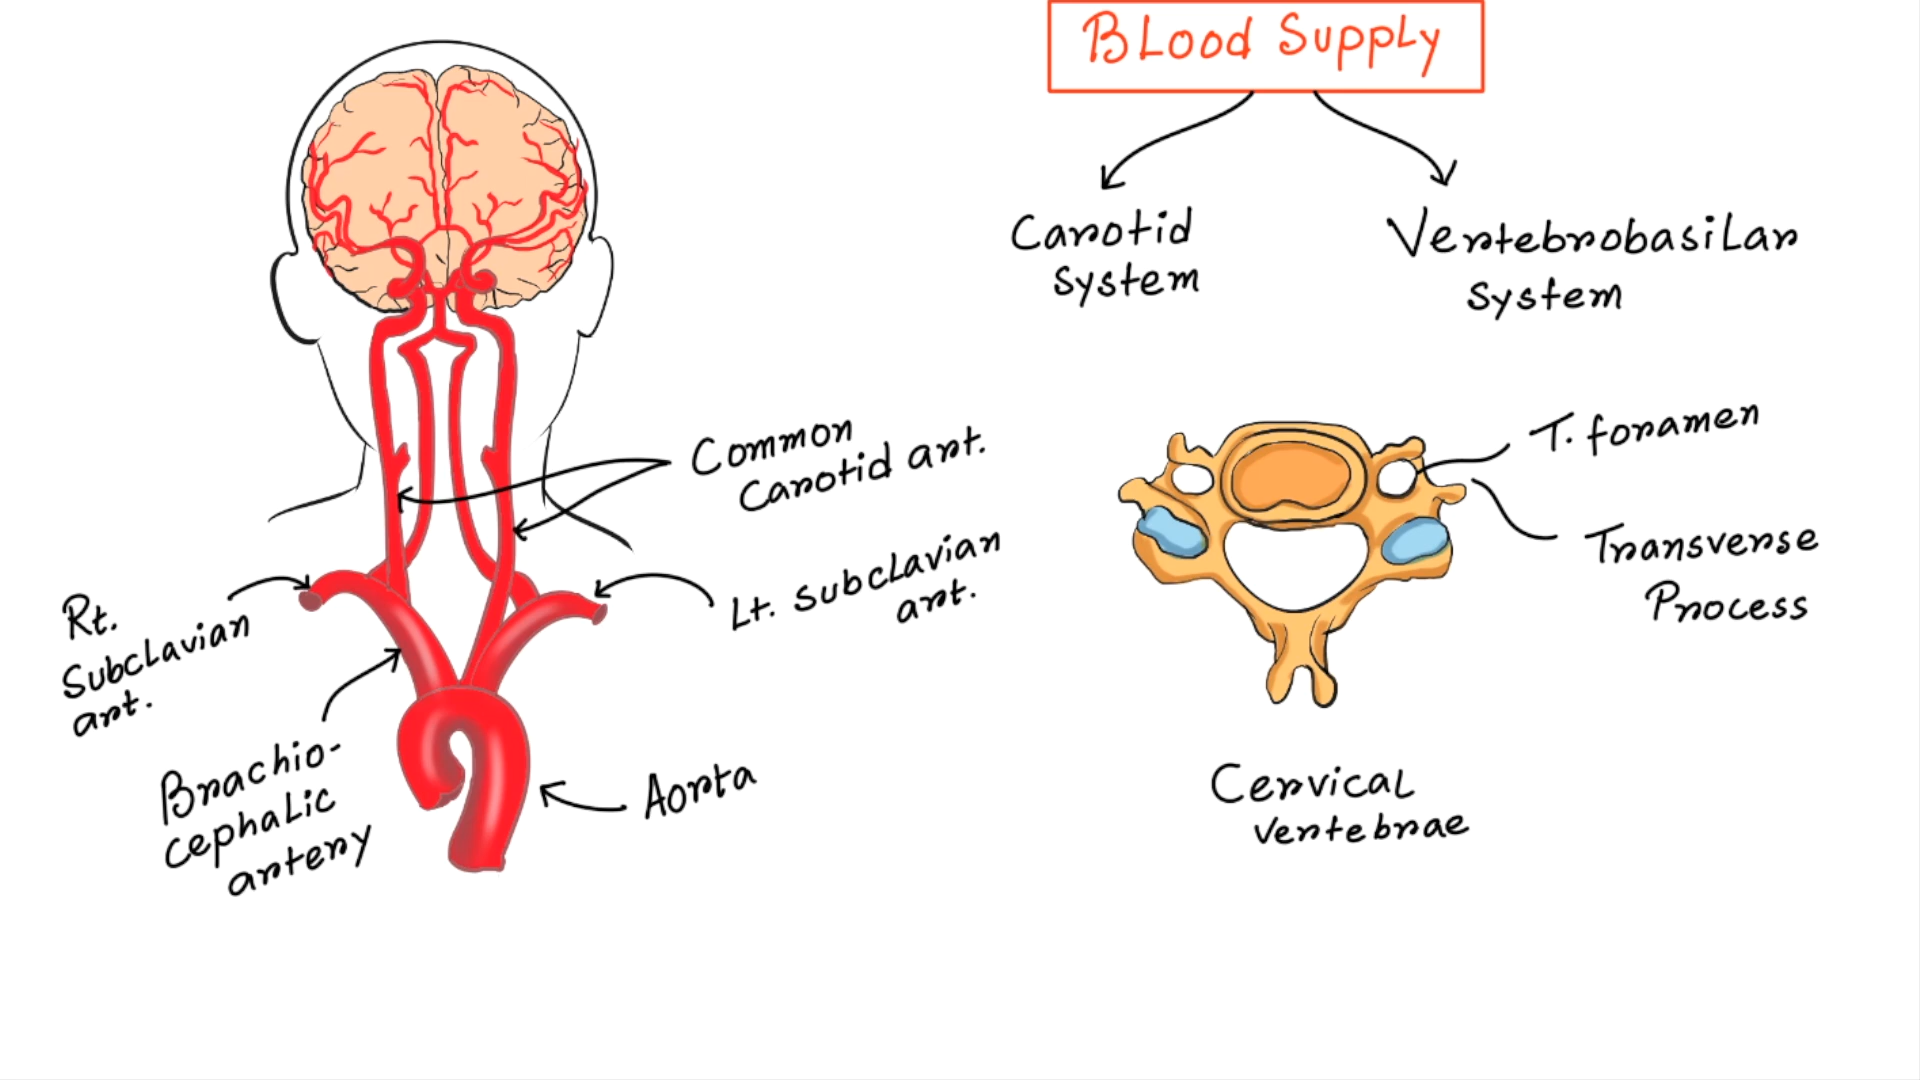 Blood Supply
Carotid
System
Vertebrobasilar
System
Common
Carotid art.
T. foramen
Transverse
Process
Lt. subclavian
art.
Rt.
Subclavian
art.
Brachio-
cephalic
artery
Aorta
Cervical
vertebrae